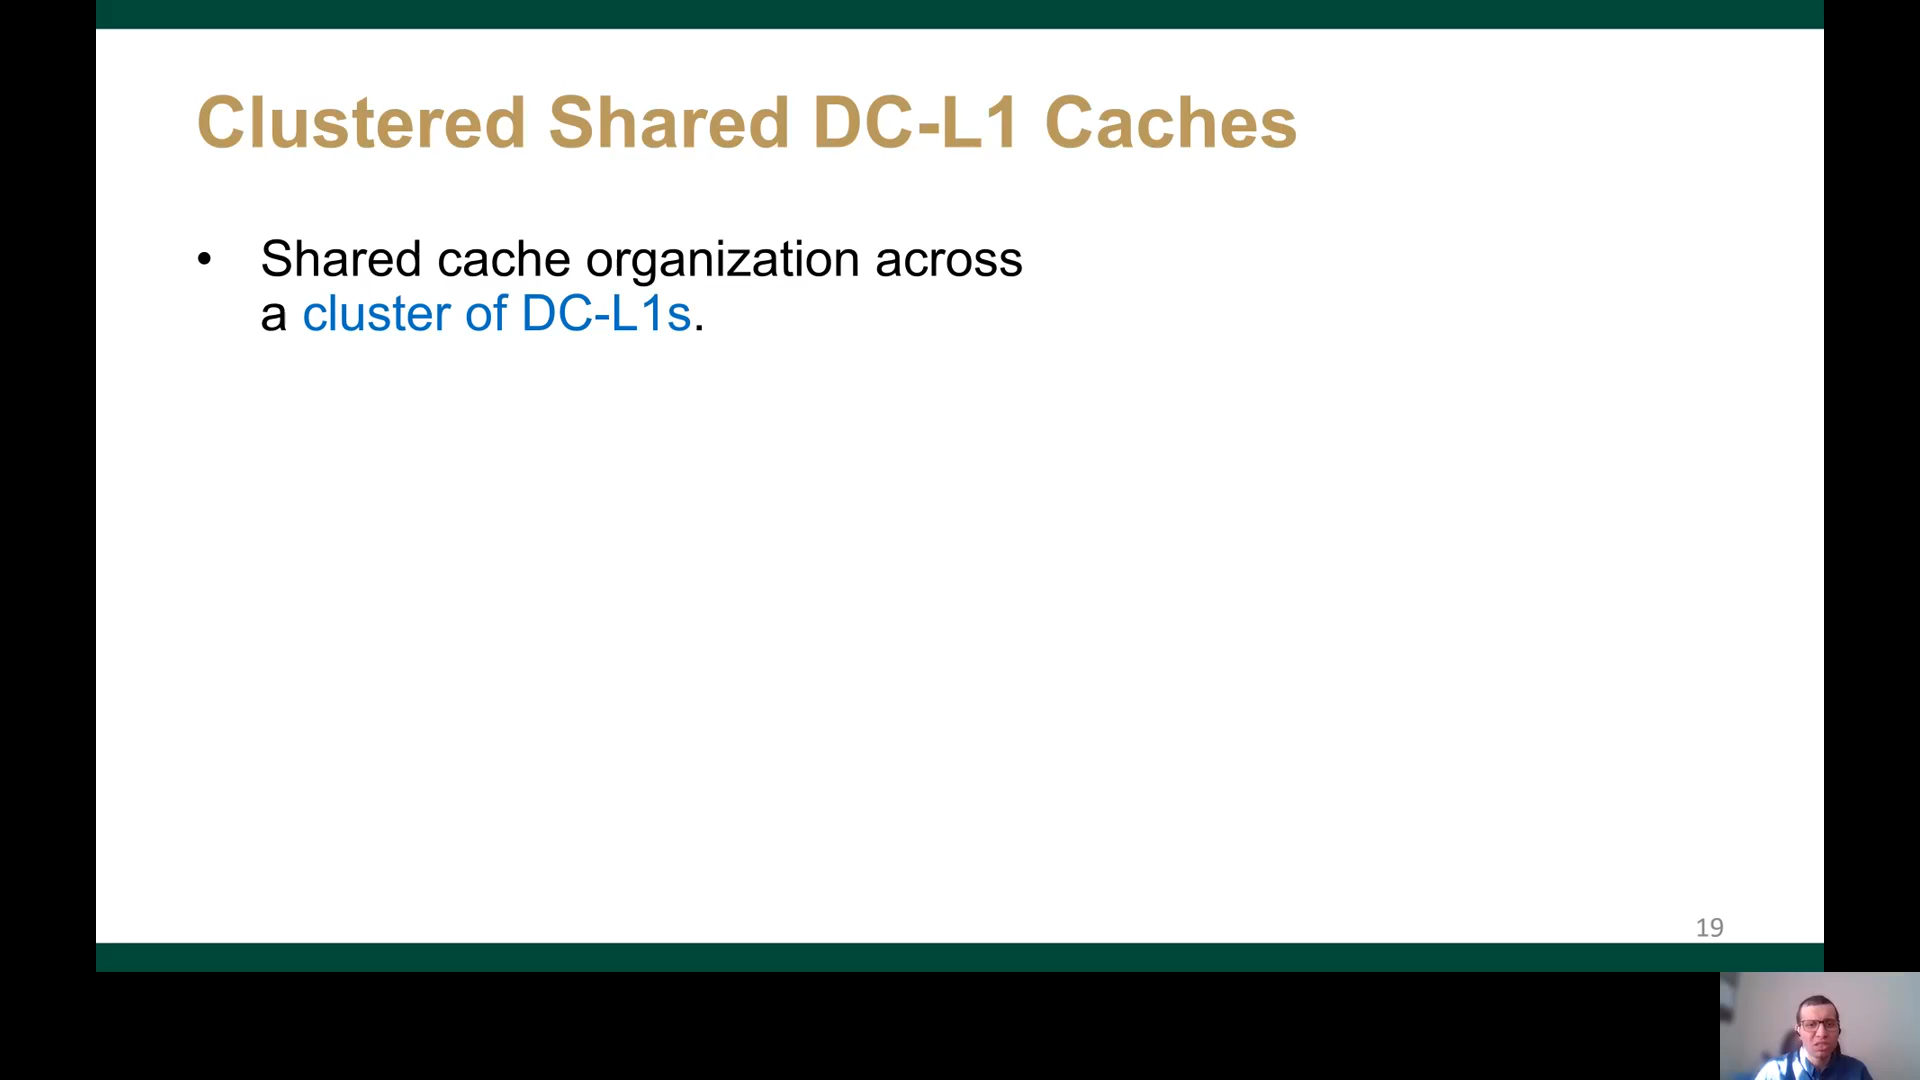 Clustered Shared DC-L1 Caches
• Shared cache organization across
a cluster of DC-L1s.
19